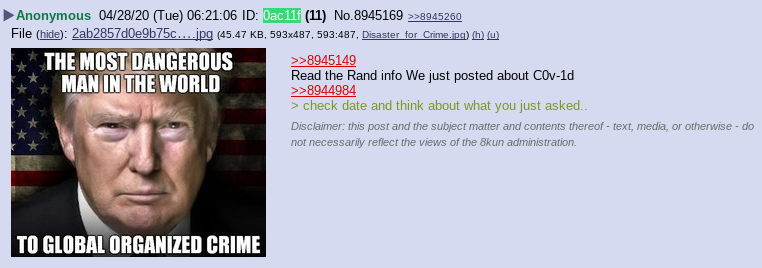 ▶Anonymous 04/28/20 (Tue) 06:21:06 ID: 0ac11f (11) No.8945169 >>8945260
File (hide): 2ab2857d0e9b75c….jpg (45.47 KB, 593x487, 593:487, Disaster_for_Crime.jpg) (h) (u)
THE MOST DANGEROUS
MAN IN THE WORLD
TO GLOBAL ORGANIZED CRIME
>>8945149
Read the Rand info We just posted about C0v-1d
>>8944984
> check date and think about what you just asked..
Disclaimer: this post and the subject matter and contents thereof - text, media, or otherwise - do
not necessarily reflect the views of the 8kun administration.